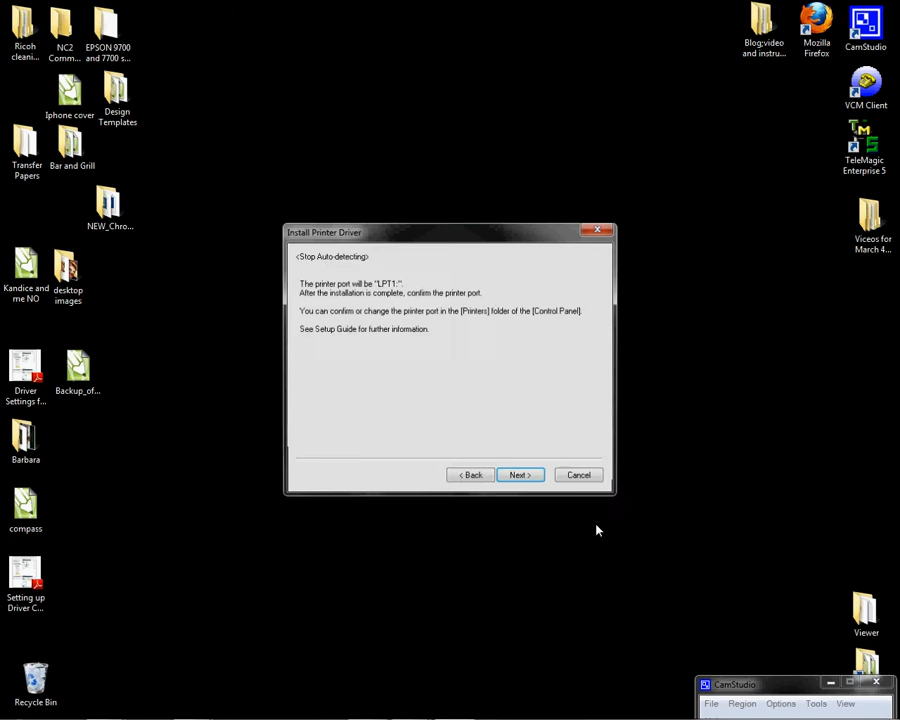 Ricoh
cleani...
NC2
Comm...
EPSON 9700
and 7700 s...
Blog;video
and instru...
Mozilla
Firefox
CamStudio
Iphone cover
Design
Templates
VCM Client
Transfer
Papers
Bar and Grill
TeleMagic
Enterprise 5
NEW_Chro...
Viceos for
March 4...
Kandice and
me NO
desktop
images
Install Printer Driver
<Stop Auto-detecting>
The printer port will be "LPT1:".
After the installation is complete, confirm the printer port.
You can confirm or change the printer port in the [Printers] folder of the [Control Panel].
See Setup Guide for further information.
< Back
Next >
Cancel
Driver
Settings f...
Backup_of...
Barbara
compass
Setting up
Driver C...
Viewer
Recycle Bin
CamStudio
File Region Options Tools View